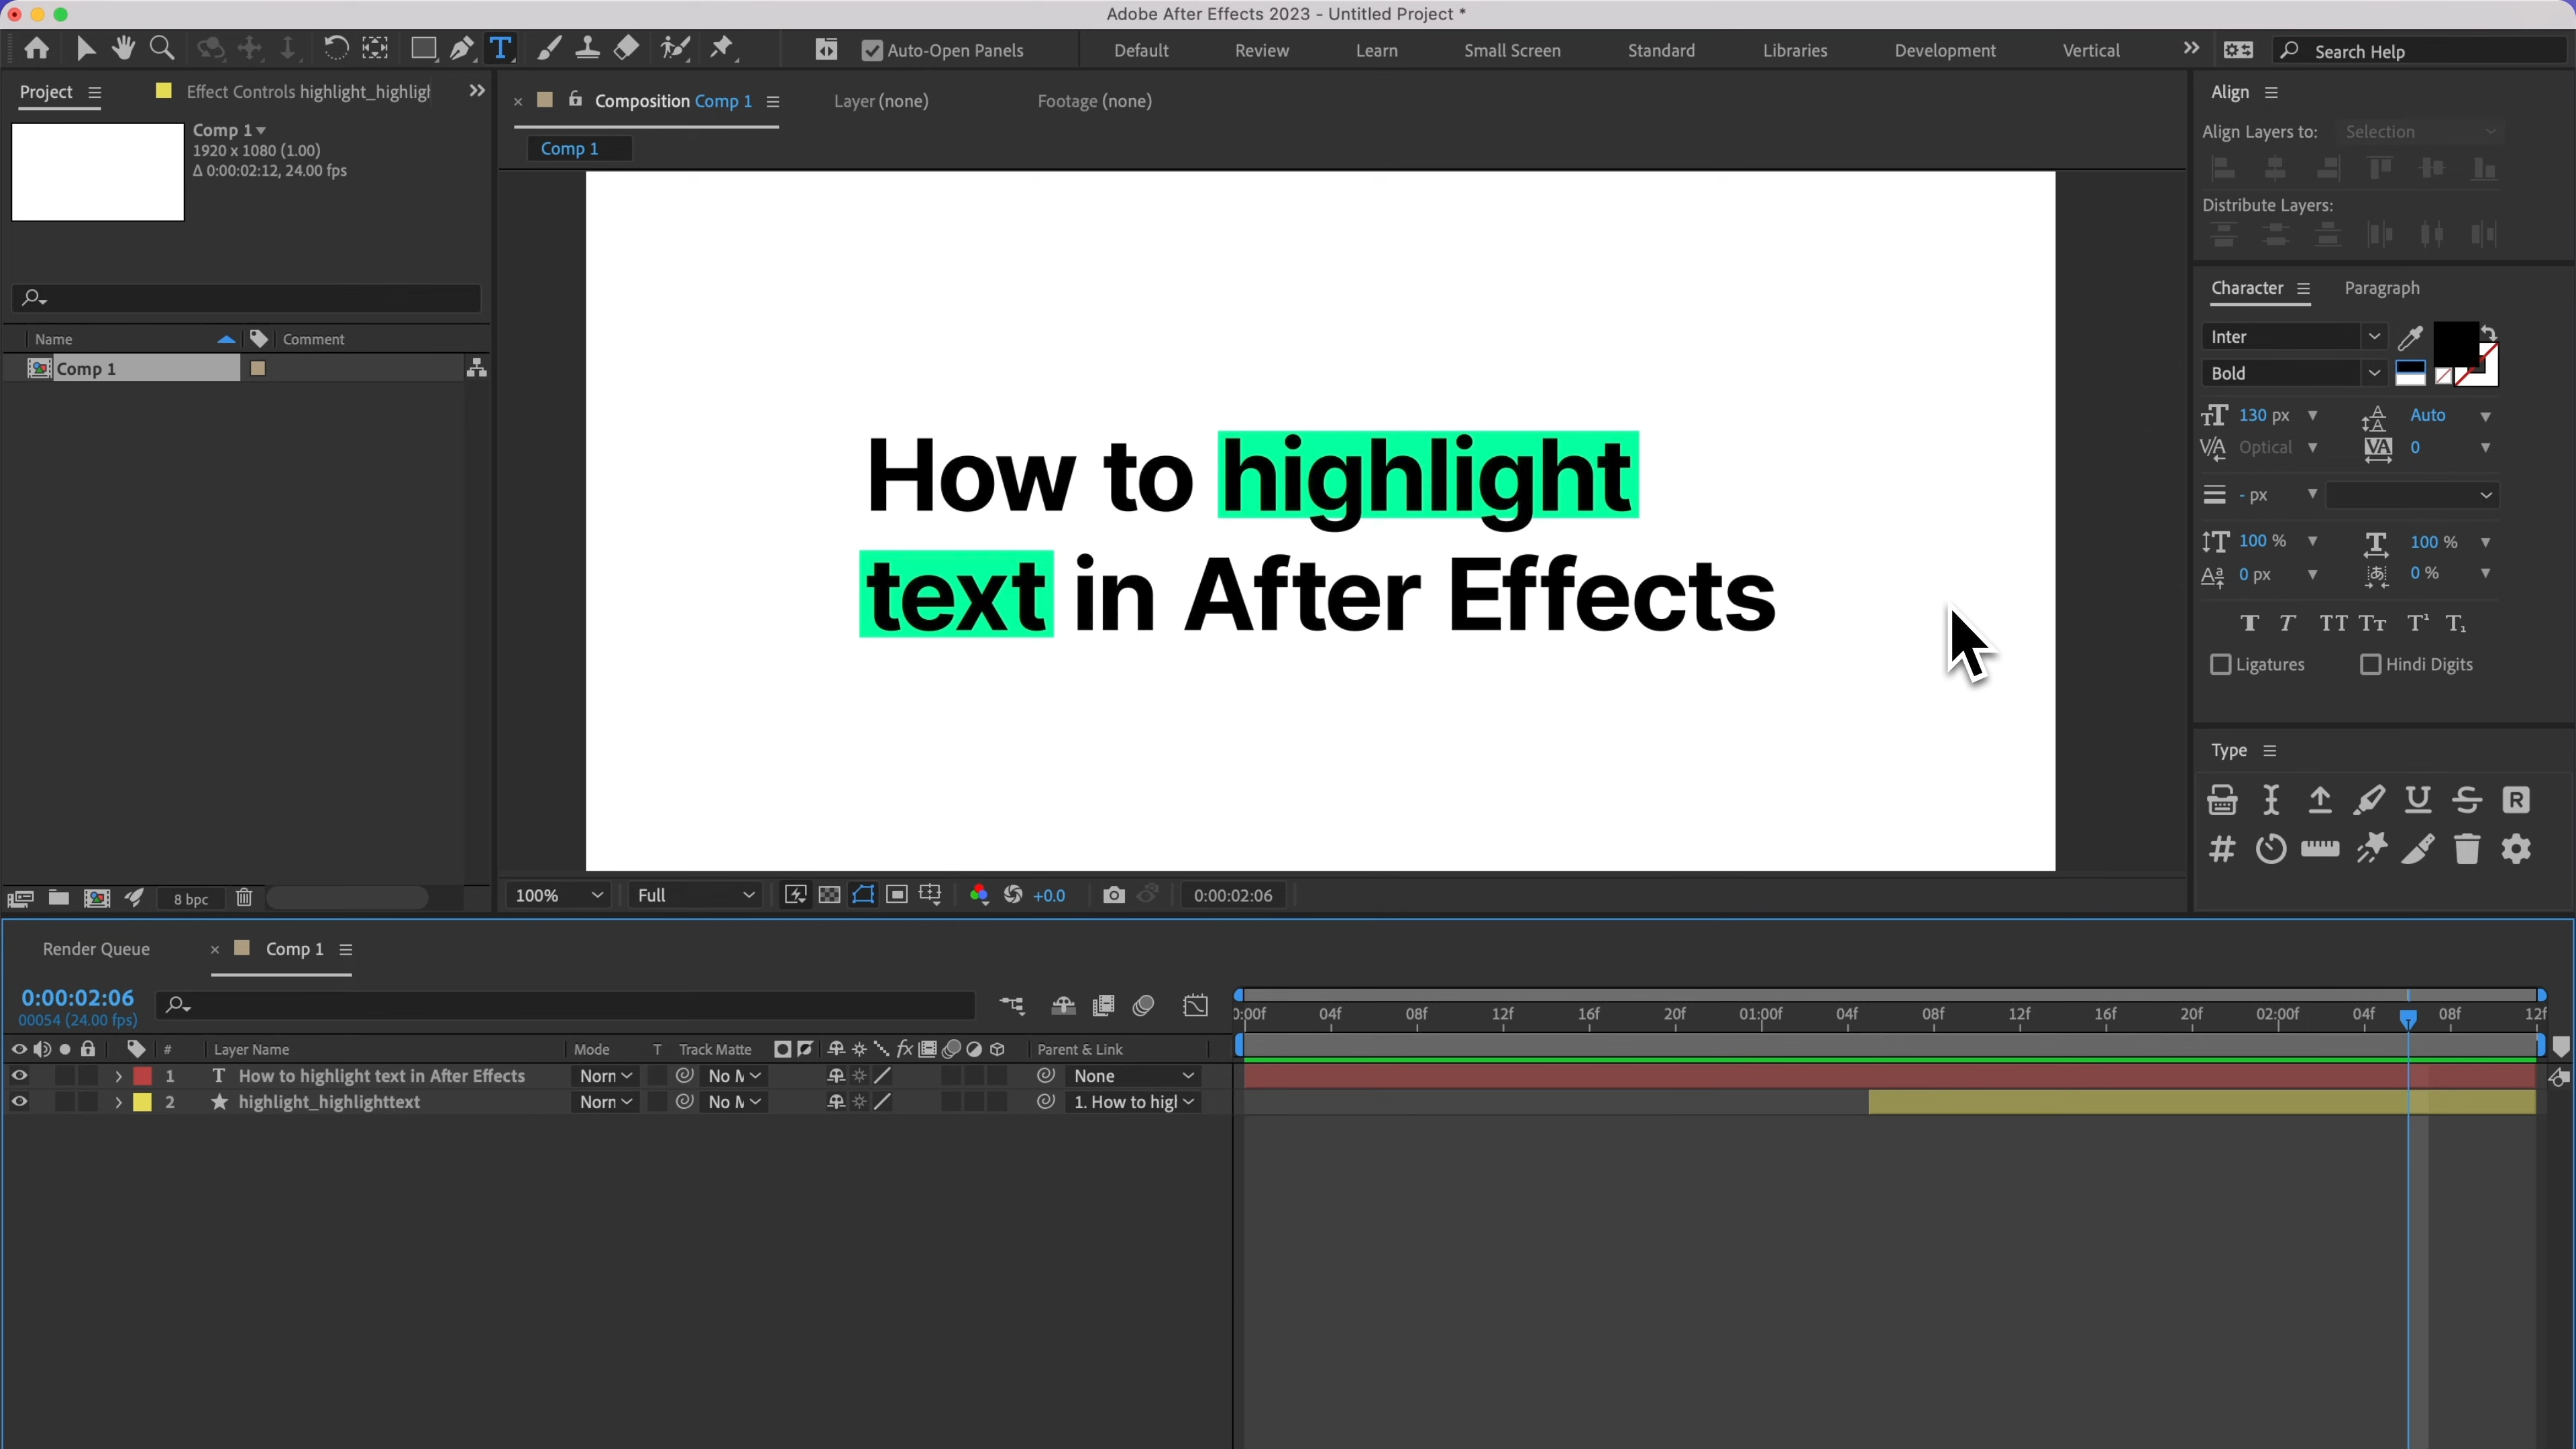 Adobe After Effects 2023 - Untitled Project *
Auto-Open Panels Default Review Learn Small Screen Standard Libraries Development Vertical Search Help
Project Effect Controls highlight_highligh
Comp 1
1920 x 1080 (1.00)
Δ 0:00:02:12, 24.00 fps
Name Comment
Comp 1
8 bpc
Composition Comp 1 Layer (none) Footage (none)
Comp 1
How to highlight
text in After Effects
100% Full +0.0 0:00:02:06
Align
Align Layers to: Selection
Distribute Layers:
Character Paragraph
Inter
Bold
130 px Auto
Optical 0
- px
100 % 100 %
0 px 0 %
Ligatures Hindi Digits
Type
Render Queue Comp 1
0:00:02:06
00054 (24.00 fps)
0:00f 04f 08f 12f 16f 20f 01:00f 04f 08f 12f 16f 20f 02:00f 04f 08f 12f
# Layer Name Mode T Track Matte Parent & Link
1 T How to highlight text in After Effects Norn No M None
2 highlight_highlighttext Norn No M 1. How to higl